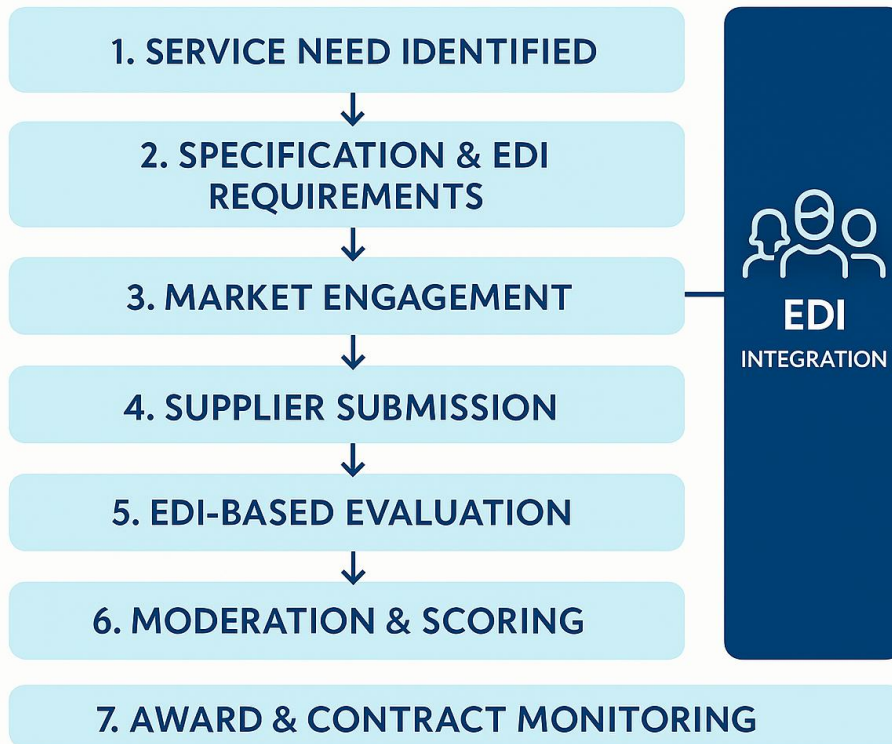 1. SERVICE NEED IDENTIFIED
2. SPECIFICATION & EDI
REQUIREMENTS
3. MARKET ENGAGEMENT
4. SUPPLIER SUBMISSION
5. EDI-BASED EVALUATION
6. MODERATION & SCORING
7. AWARD & CONTRACT MONITORING
EDI
INTEGRATION